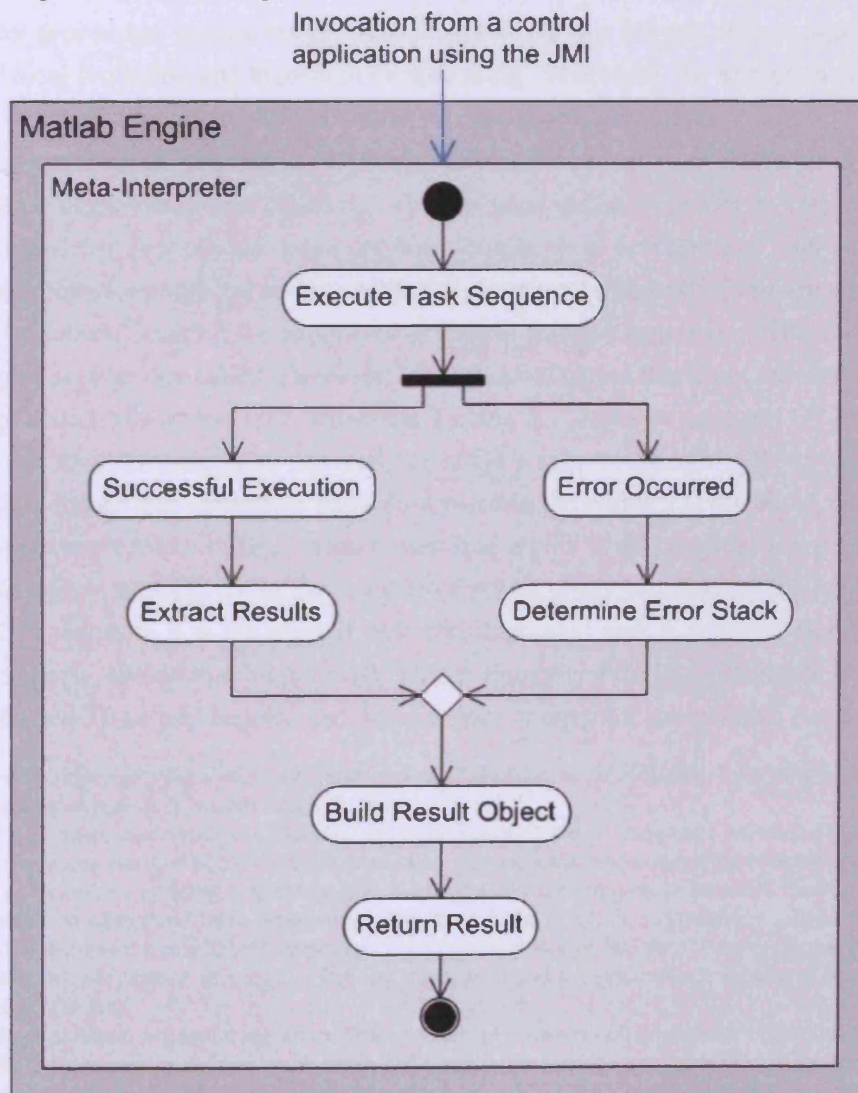 Invocation from a control
application using the JMI
Matlab Engine
Meta-Interpreter
Execute Task Sequence
Successful Execution
Error Occurred
Extract Results
Determine Error Stack
Build Result Object
Return Result